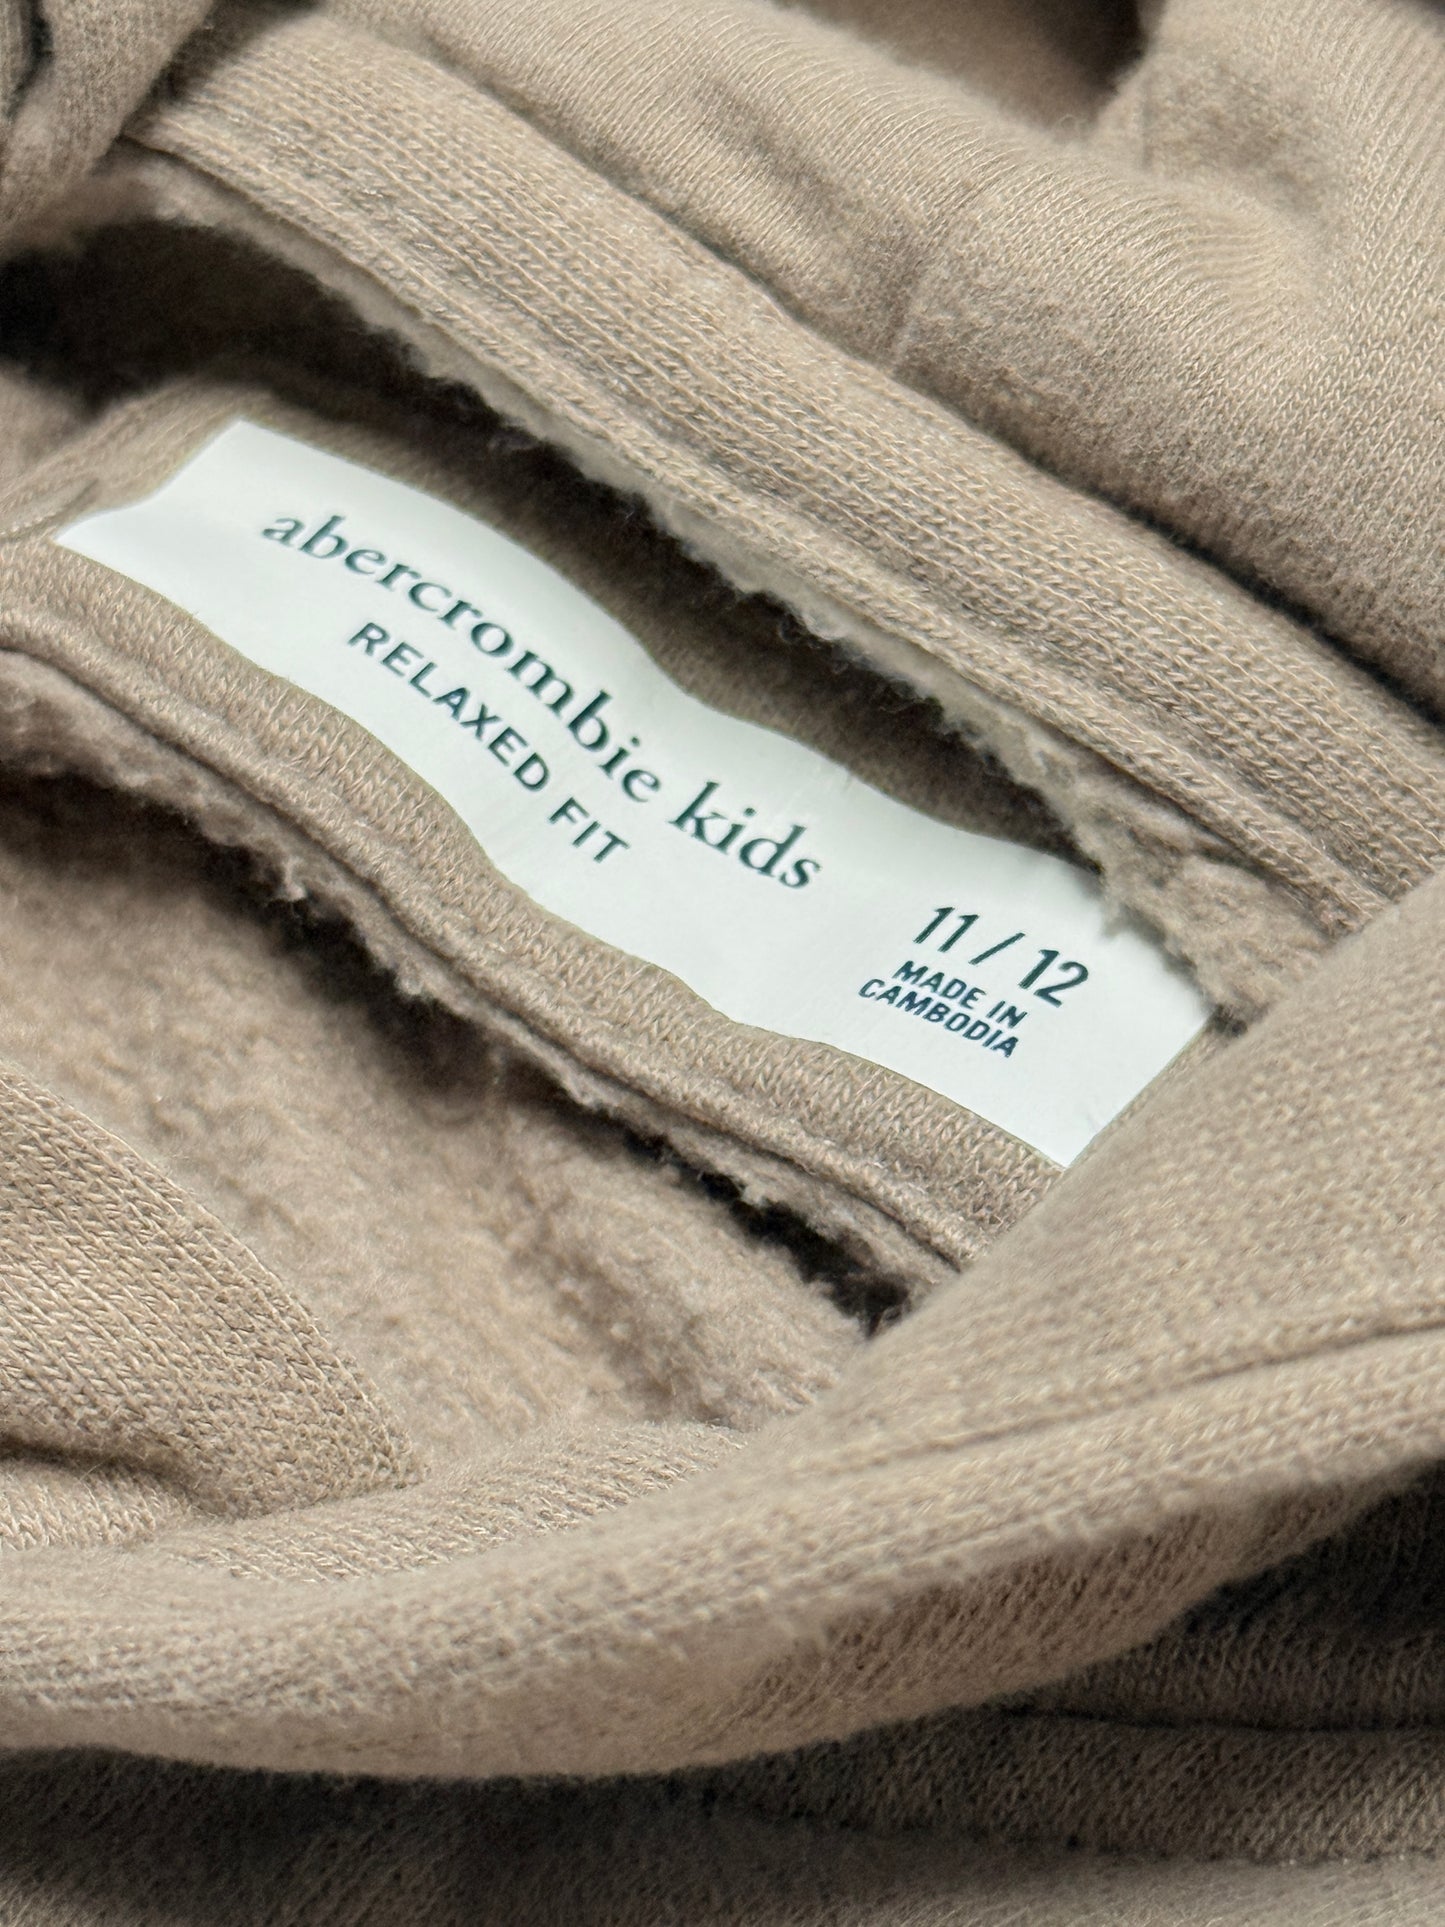 abercrombie kids
RELAXED FIT
11 / 12
MADE IN
CAMBODIA